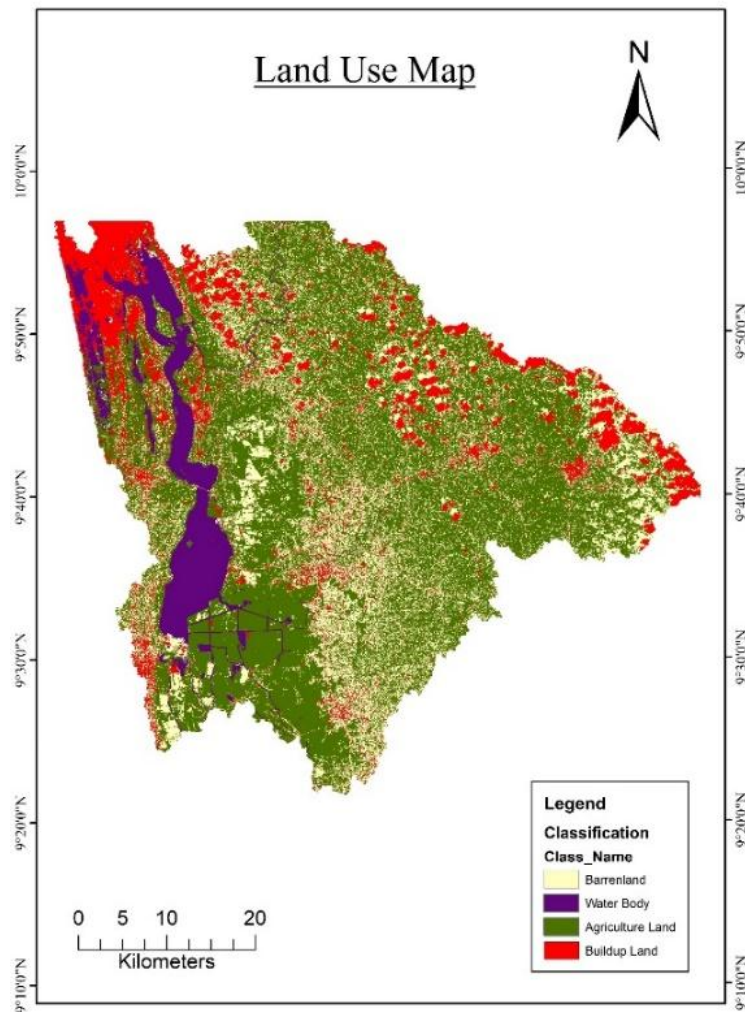 Land Use Map
N
10°0'0"N
10°0'0"N
9°50'0"N
9°50'0"N
9°40'0"N
9°40'0"N
9°30'0"N
9°30'0"N
9°20'0"N
9°20'0"N
9°10'0"N
9°10'0"N
Legend
Classification
Class_Name
Barrenland
Water Body
Agriculture Land
Buildup Land
0 5 10 20
Kilometers